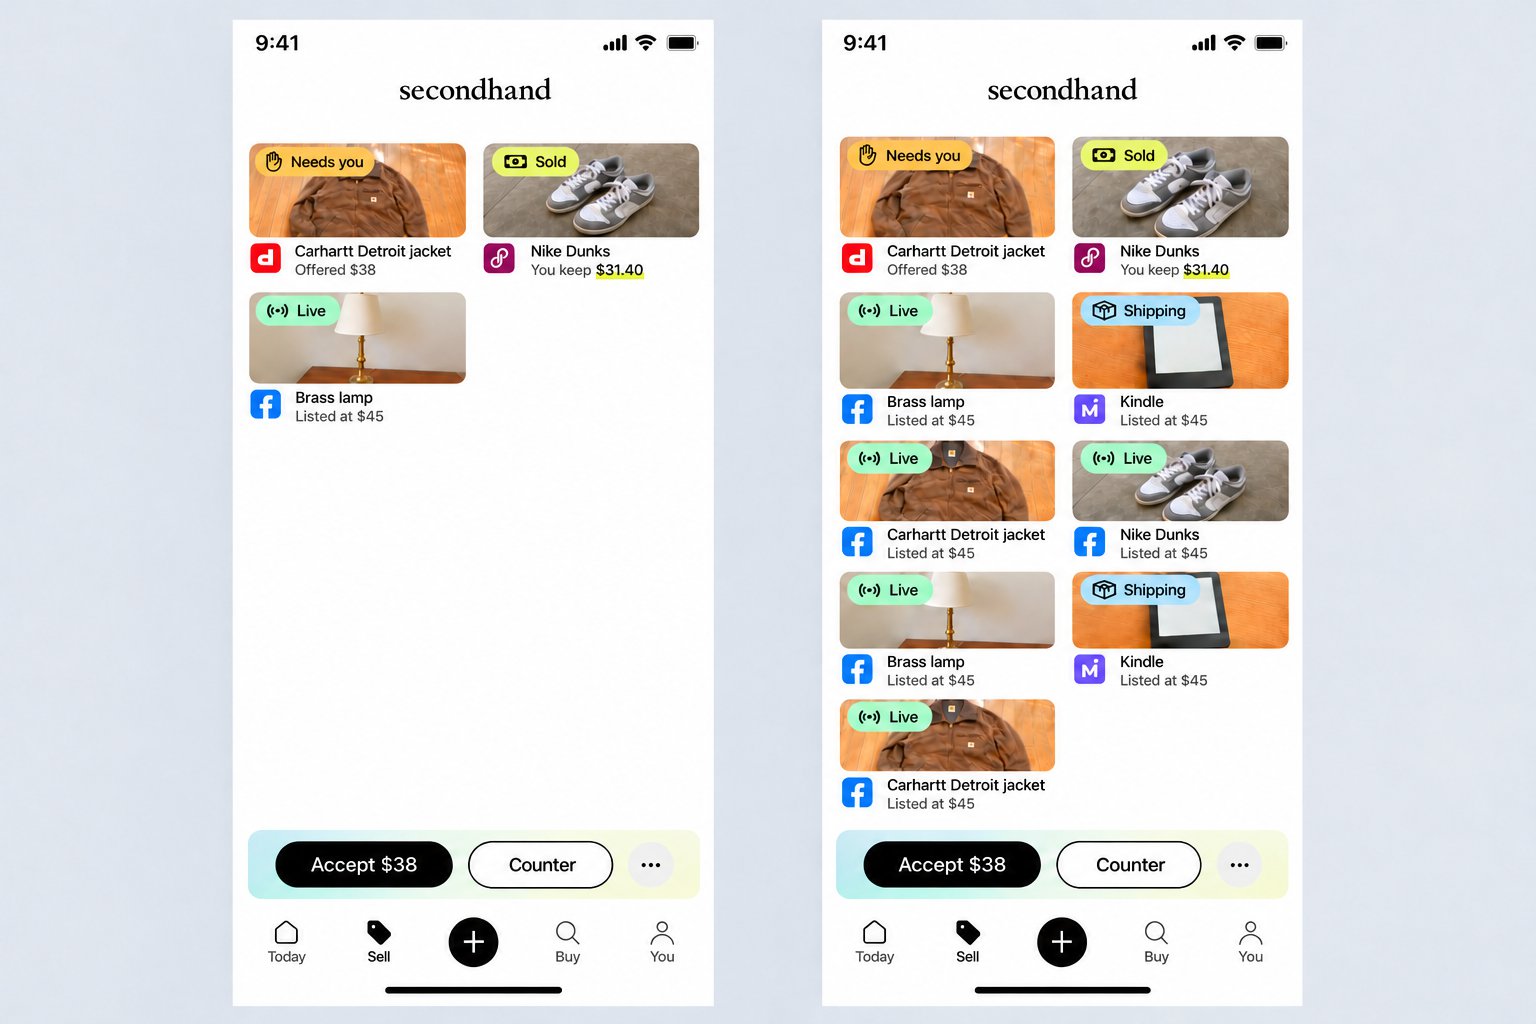 9:41
secondhand
Needs you
Sold
Carhartt Detroit jacket
Offered $38
Nike Dunks
You keep $31.40
Live
Brass lamp
Listed at $45
Accept $38
Counter
Today
Sell
Buy
You
9:41
secondhand
Needs you
Sold
Carhartt Detroit jacket
Offered $38
Nike Dunks
You keep $31.40
Live
Shipping
Brass lamp
Listed at $45
Kindle
Listed at $45
Live
Live
Carhartt Detroit jacket
Listed at $45
Nike Dunks
Listed at $45
Live
Shipping
Brass lamp
Listed at $45
Kindle
Listed at $45
Live
Carhartt Detroit jacket
Listed at $45
Accept $38
Counter
Today
Sell
Buy
You